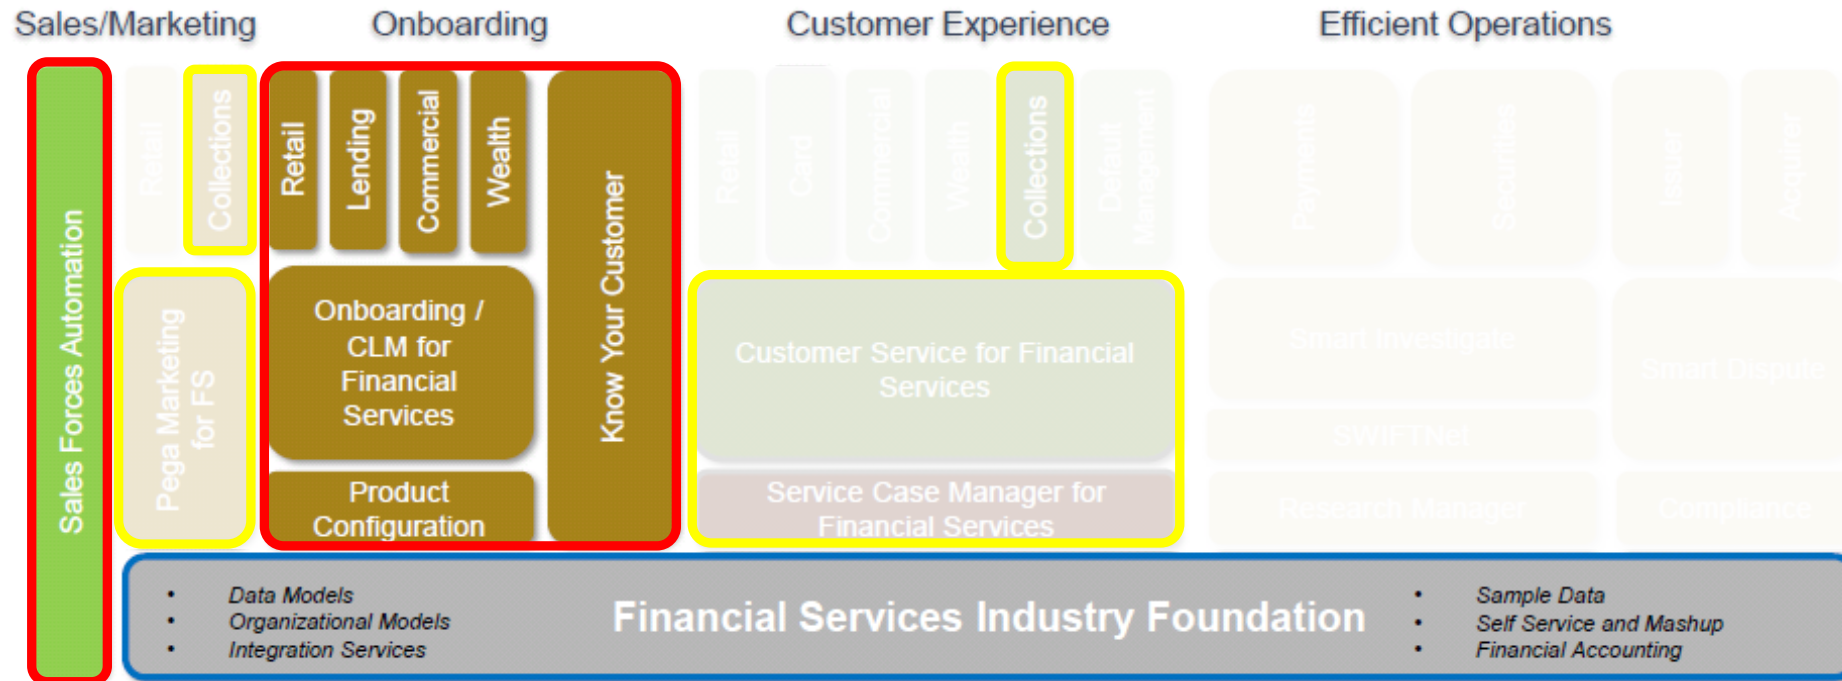 Sales/Marketing
Onboarding
Customer Experience
Efficient Operations
Sales Forces Automation
Retail
Collections
Pega Marketing
for FS
Retail
Lending
Commercial
Wealth
Know Your Customer
Onboarding /
CLM for
Financial
Services
Product
Configuration
Retail
Card
Commercial
Wealth
Collections
Default
Management
Customer Service for Financial
Services
Service Case Manager for
Financial Services
Payments
Securities
Issuer
Acquirer
Smart Investigate
Smart Dispute
SWIFTNet
Research Manager
Compliance
• Data Models
• Organizational Models
• Integration Services
Financial Services Industry Foundation
• Sample Data
• Self Service and Mashup
• Financial Accounting